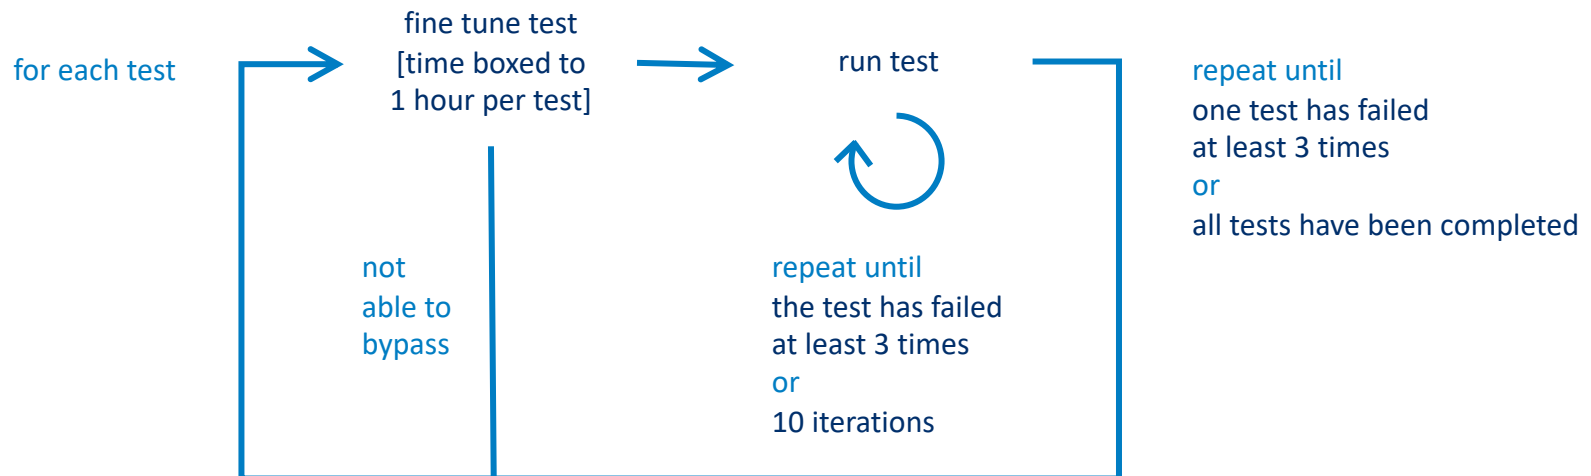 for each test
fine tune test
[time boxed to
1 hour per test]
run test
repeat until
one test has failed
at least 3 times
or
all tests have been completed
not
able to
bypass
repeat until
the test has failed
at least 3 times
or
10 iterations